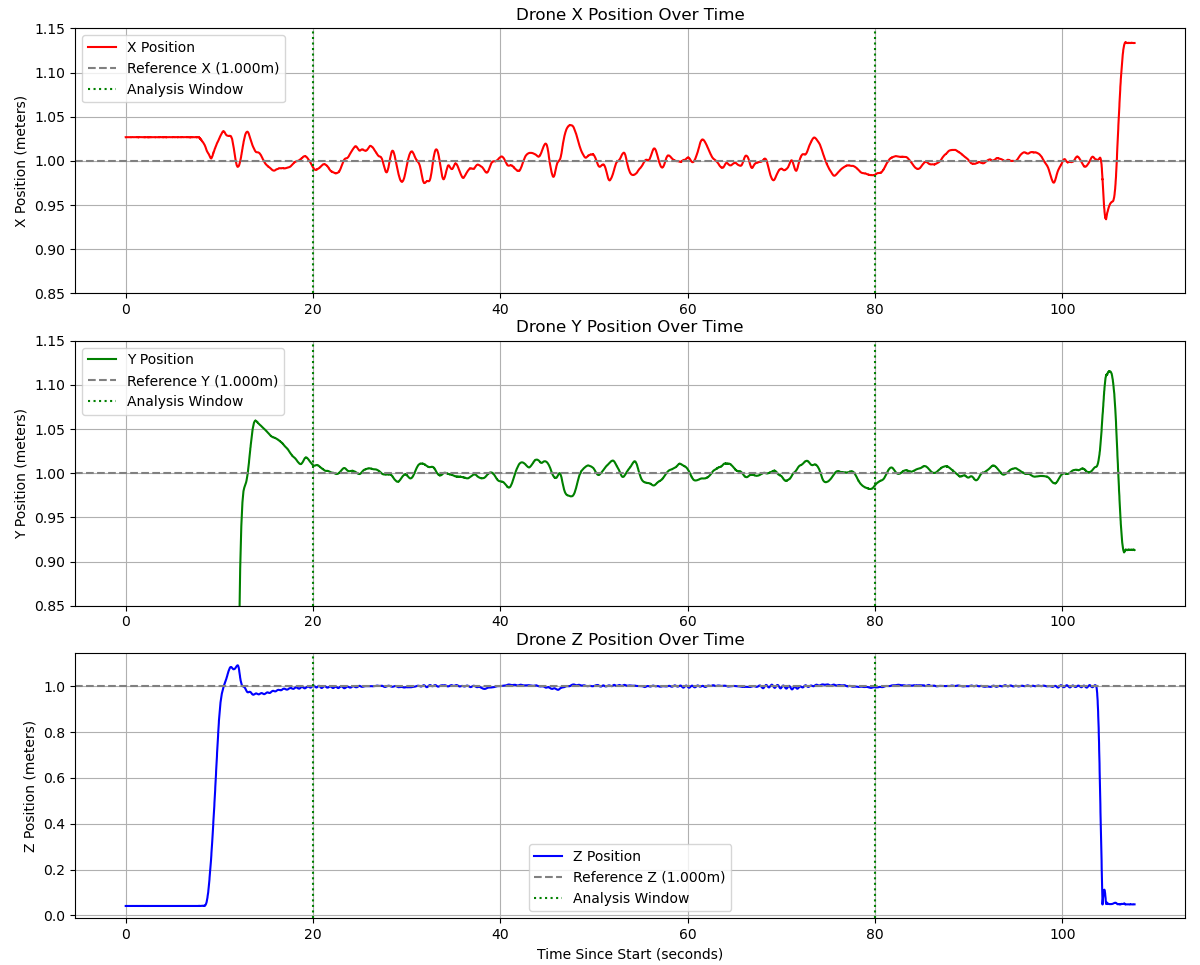 Drone X Position Over Time
X Position (meters)
1.15
1.10
1.05
1.00
0.95
0.90
0.85
X Position
Reference X (1.000m)
Analysis Window
0 20 40 60 80 100
Drone Y Position Over Time
Y Position (meters)
1.15
1.10
1.05
1.00
0.95
0.90
0.85
Y Position
Reference Y (1.000m)
Analysis Window
0 20 40 60 80 100
Drone Z Position Over Time
Z Position (meters)
1.0
0.8
0.6
0.4
0.2
0.0
Z Position
Reference Z (1.000m)
Analysis Window
0 20 40 60 80 100
Time Since Start (seconds)